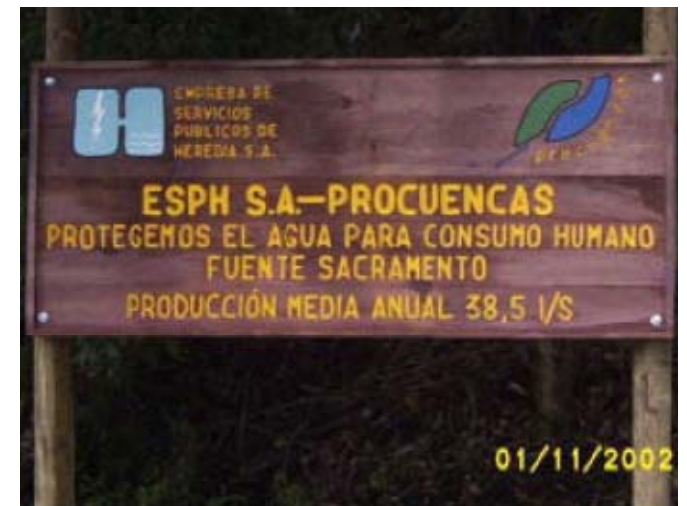 EMPRESA DE
SERVICIOS
PUBLICOS DE
HEREDIA S.A.
procuencas
ESPH S.A.—PROCUENCAS
PROTEGEMOS EL AGUA PARA CONSUMO HUMANO
FUENTE SACRAMENTO
PRODUCCIÓN MEDIA ANUAL 38,5 l/S
01/11/2002